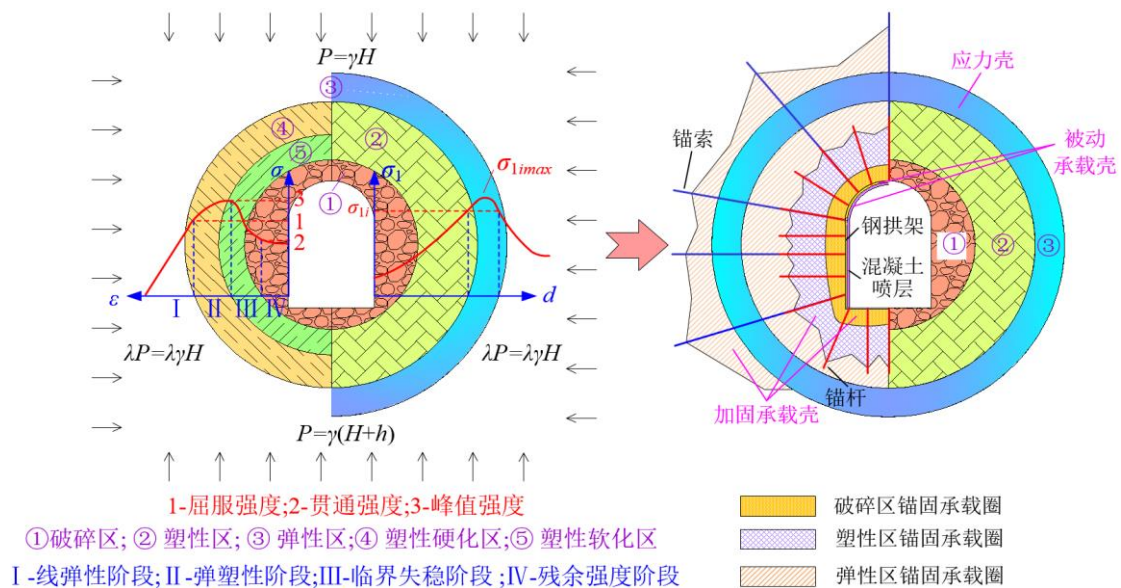 P=γH
③
④
②
⑤
σ
σ₁
σ₁ᵢₘₐₓ
3
①
σ₁ᵢ
1
2
ε
Ⅰ
Ⅱ
Ⅲ
Ⅳ
d
λP=λγH
λP=λγH
P=γ(H+h)
应力壳
锚索
被动
承载壳
钢拱架
①
②
③
混凝土
喷层
锚杆
加固承载壳
1-屈服强度;2-贯通强度;3-峰值强度
①破碎区; ② 塑性区; ③ 弹性区;④ 塑性硬化区;⑤ 塑性软化区
Ⅰ-线弹性阶段;Ⅱ-弹塑性阶段;Ⅲ-临界失稳阶段 ;Ⅳ-残余强度阶段
破碎区锚固承载圈
塑性区锚固承载圈
弹性区锚固承载圈